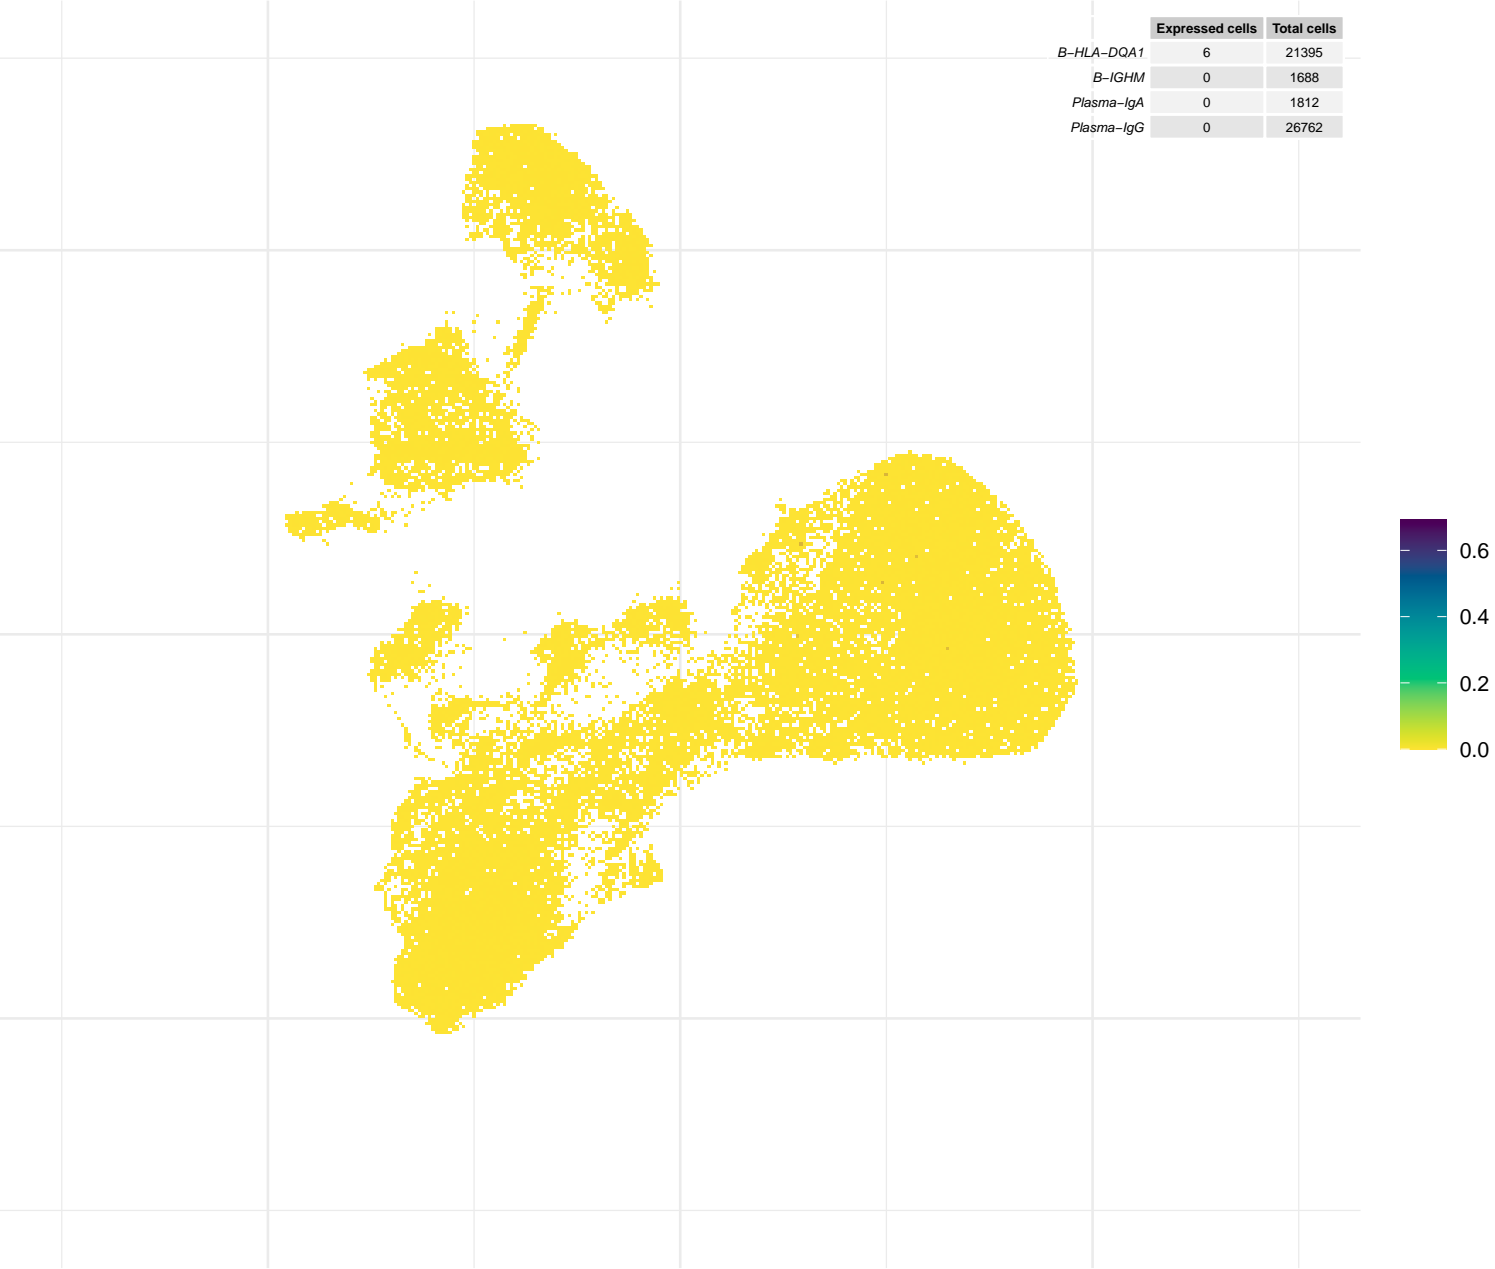 Expressed cells Total cells
B−HLA−DQA1 6 21395
B−IGHM 0 1688
Plasma−IgA 0 1812
Plasma−IgG 0 26762
0.6
0.4
0.2
0.0